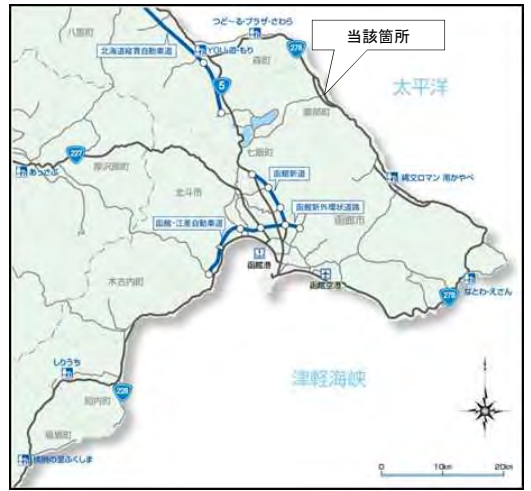 つど～る・プラザ・さわら
当該箇所
八雲町
北海道縦貫自動車道
YOU・遊・もり
森町
278
5
太平洋
鹿部町
七飯町
227
厚沢部町
あっさぶ
函館新道
縄文ロマン 南かやべ
北斗市
函館新外環状道路
函館市
函館・江差自動車道
函館港
函館空港
木古内町
278
なとわ・えさん
津軽海峡
しりうち
228
知内町
福島町
横綱の里ふくしま
0 10km 20km